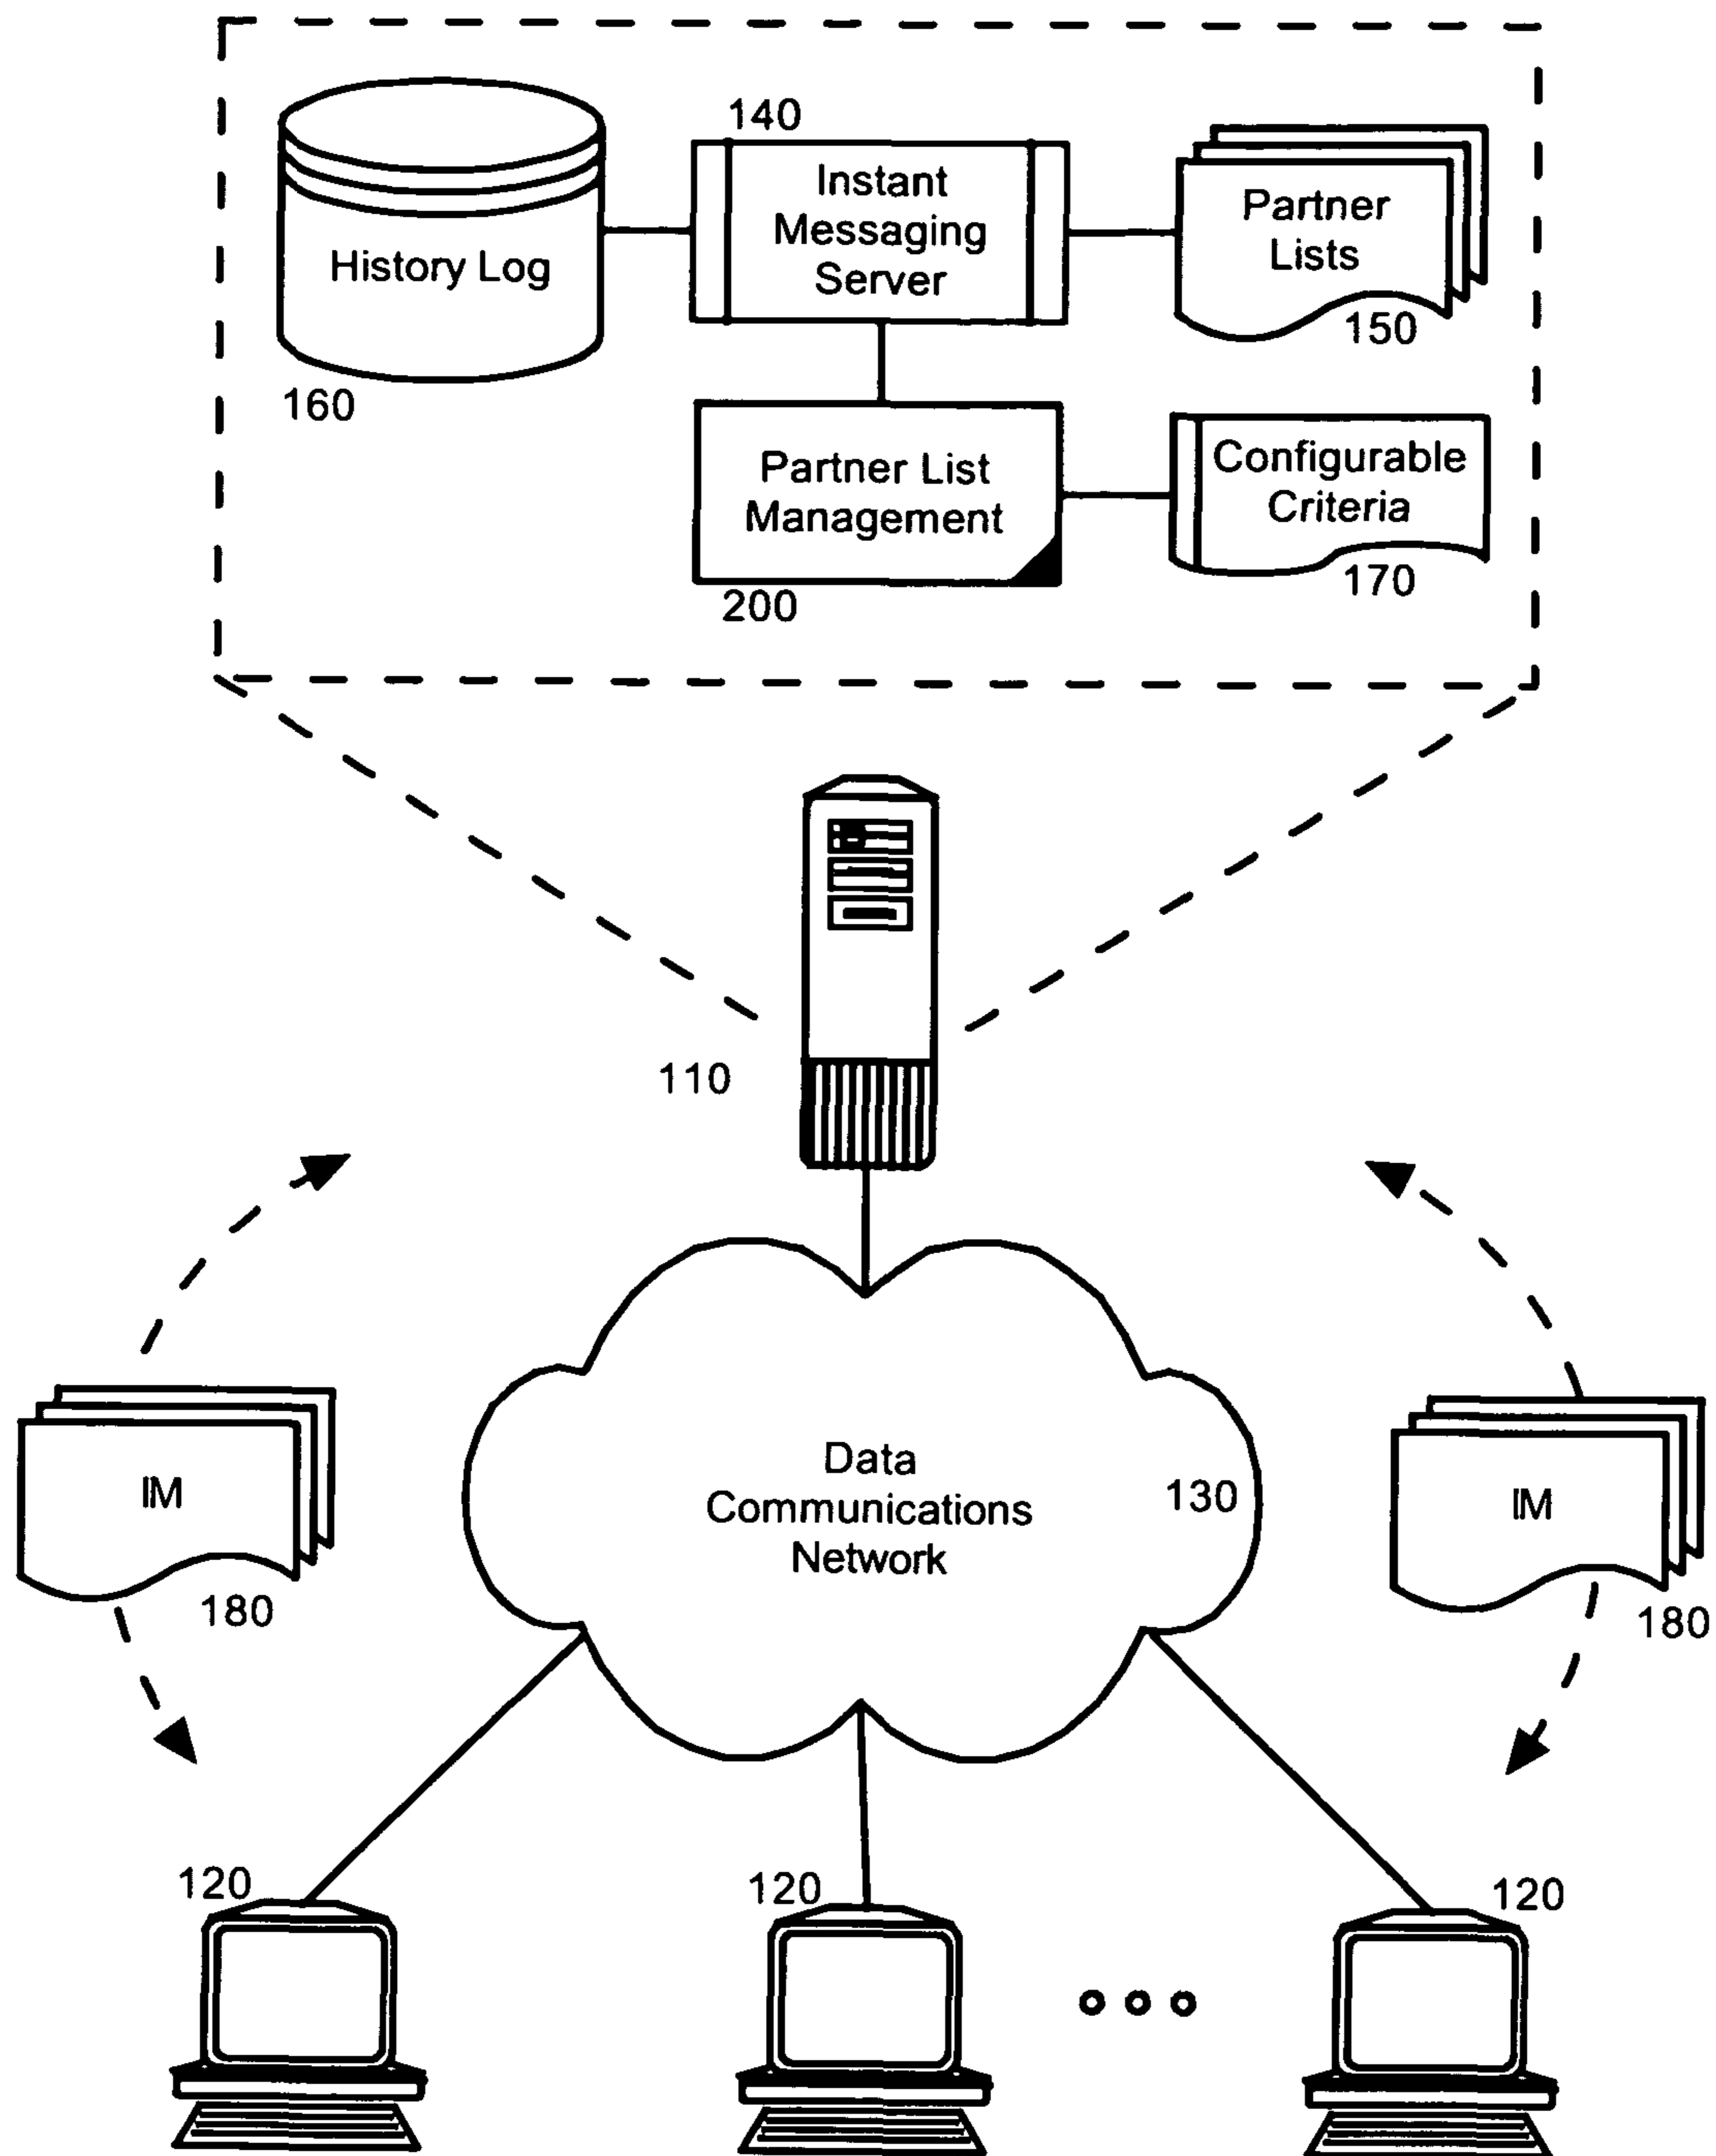 140
Instant
Messaging
Server
History Log
Partner
Lists
150
160
Partner List
Management
Configurable
Criteria
200
170
110
Data
Communications
Network
130
IM
180
IM
180
120
120
120